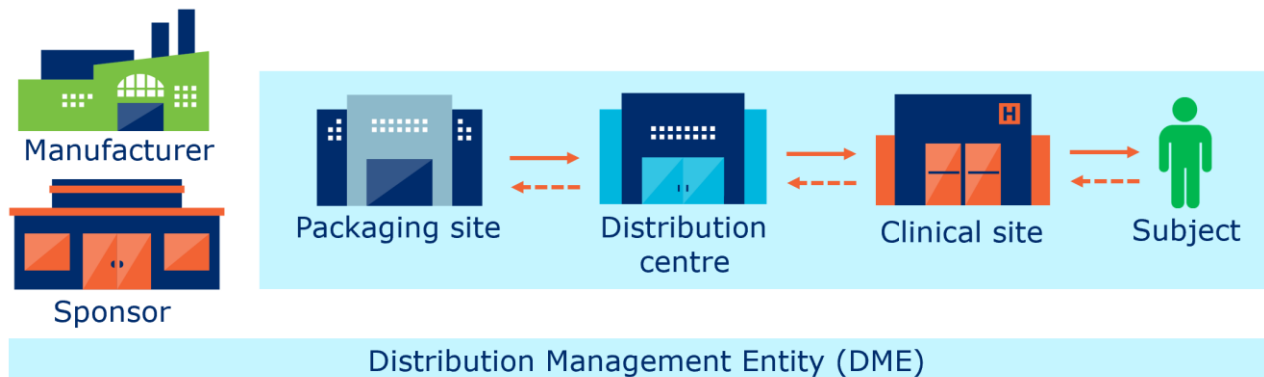 Manufacturer
Sponsor
Packaging site
Distribution
centre
H
Clinical site
Subject
Distribution Management Entity (DME)